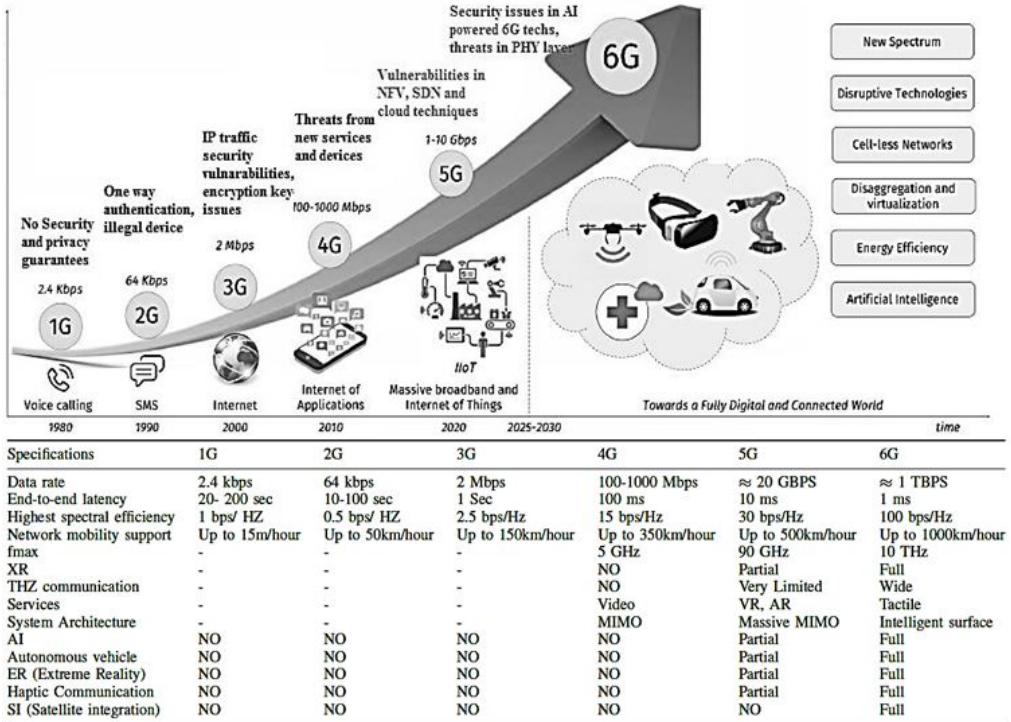 Security issues in AI
powered 6G techs,
threats in PHY layer
6G
Vulnerabilities in
NFV, SDN and
cloud techniques
1-10 Gbps
5G
Threats from
new services
and devices
100-1000 Mbps
4G
IP traffic
security
vulnarabilities,
encryption key
issues
2 Mbps
3G
One way
authentication,
illegal device
64 Kbps
2G
No Security
and privacy
guarantees
2.4 Kbps
1G
New Spectrum
Disruptive Technologies
Cell-less Networks
Disaggregation and
virtualization
Energy Efficiency
Artificial Intelligence
IIoT
Voice calling
SMS
Internet
Internet of
Applications
Massive broadband and
Internet of Things
Towards a Fully Digital and Connected World
1980 1990 2000 2010 2020 2025-2030 time
Specifications 1G 2G 3G 4G 5G 6G
Data rate 2.4 kbps 64 kbps 2 Mbps 100-1000 Mbps ≈ 20 GBPS ≈ 1 TBPS
End-to-end latency 20- 200 sec 10-100 sec 1 Sec 100 ms 10 ms 1 ms
Highest spectral efficiency 1 bps/ HZ 0.5 bps/ HZ 2.5 bps/Hz 15 bps/Hz 30 bps/Hz 100 bps/Hz
Network mobility support Up to 15m/hour Up to 50km/hour Up to 150km/hour Up to 350km/hour Up to 500km/hour Up to 1000km/hour
fmax - - - 5 GHz 90 GHz 10 THz
XR - - - NO Partial Full
THZ communication - - - NO Very Limited Wide
Services - - - Video VR, AR Tactile
System Architecture - - - MIMO Massive MIMO Intelligent surface
AI NO NO NO NO Partial Full
Autonomous vehicle NO NO NO NO Partial Full
ER (Extreme Reality) NO NO NO NO Partial Full
Haptic Communication NO NO NO NO Partial Full
SI (Satellite integration) NO NO NO NO NO Full